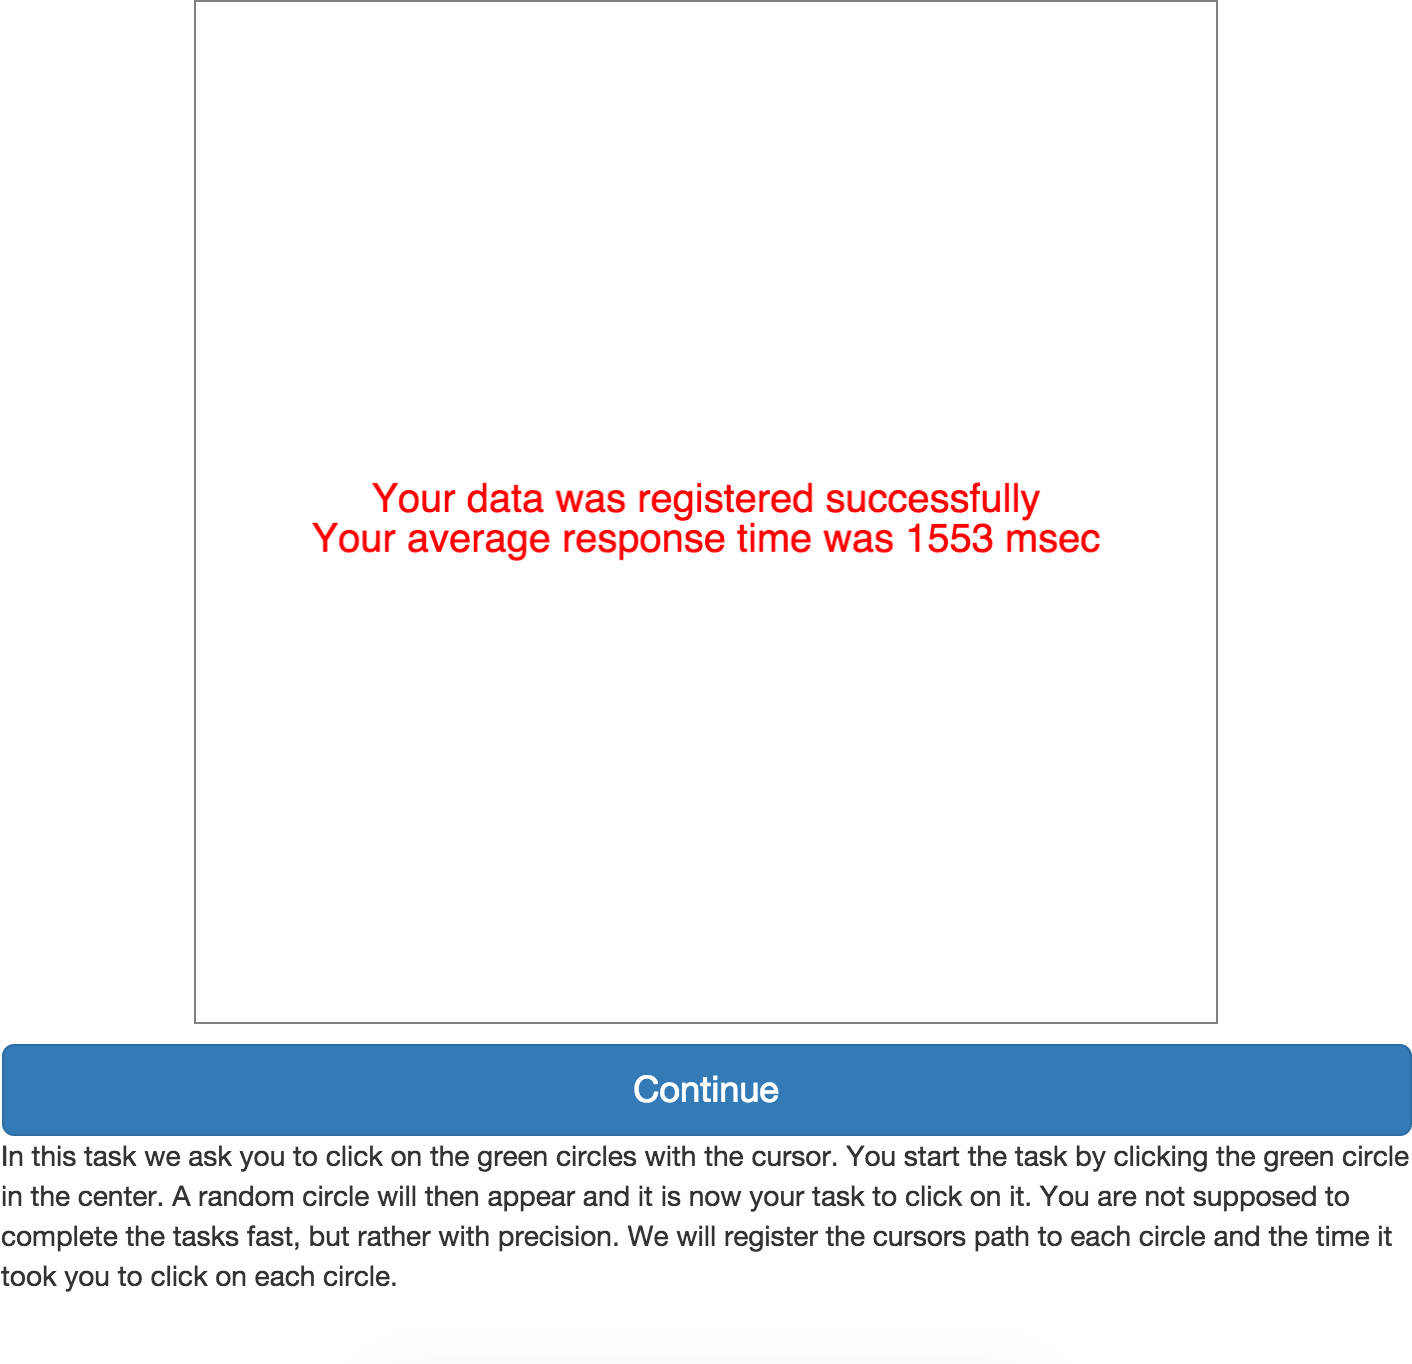 Your data was registered successfully
Your average response time was 1553 msec
Continue
In this task we ask you to click on the green circles with the cursor. You start the task by clicking the green circle
in the center. A random circle will then appear and it is now your task to click on it. You are not supposed to
complete the tasks fast, but rather with precision. We will register the cursors path to each circle and the time it
took you to click on each circle.